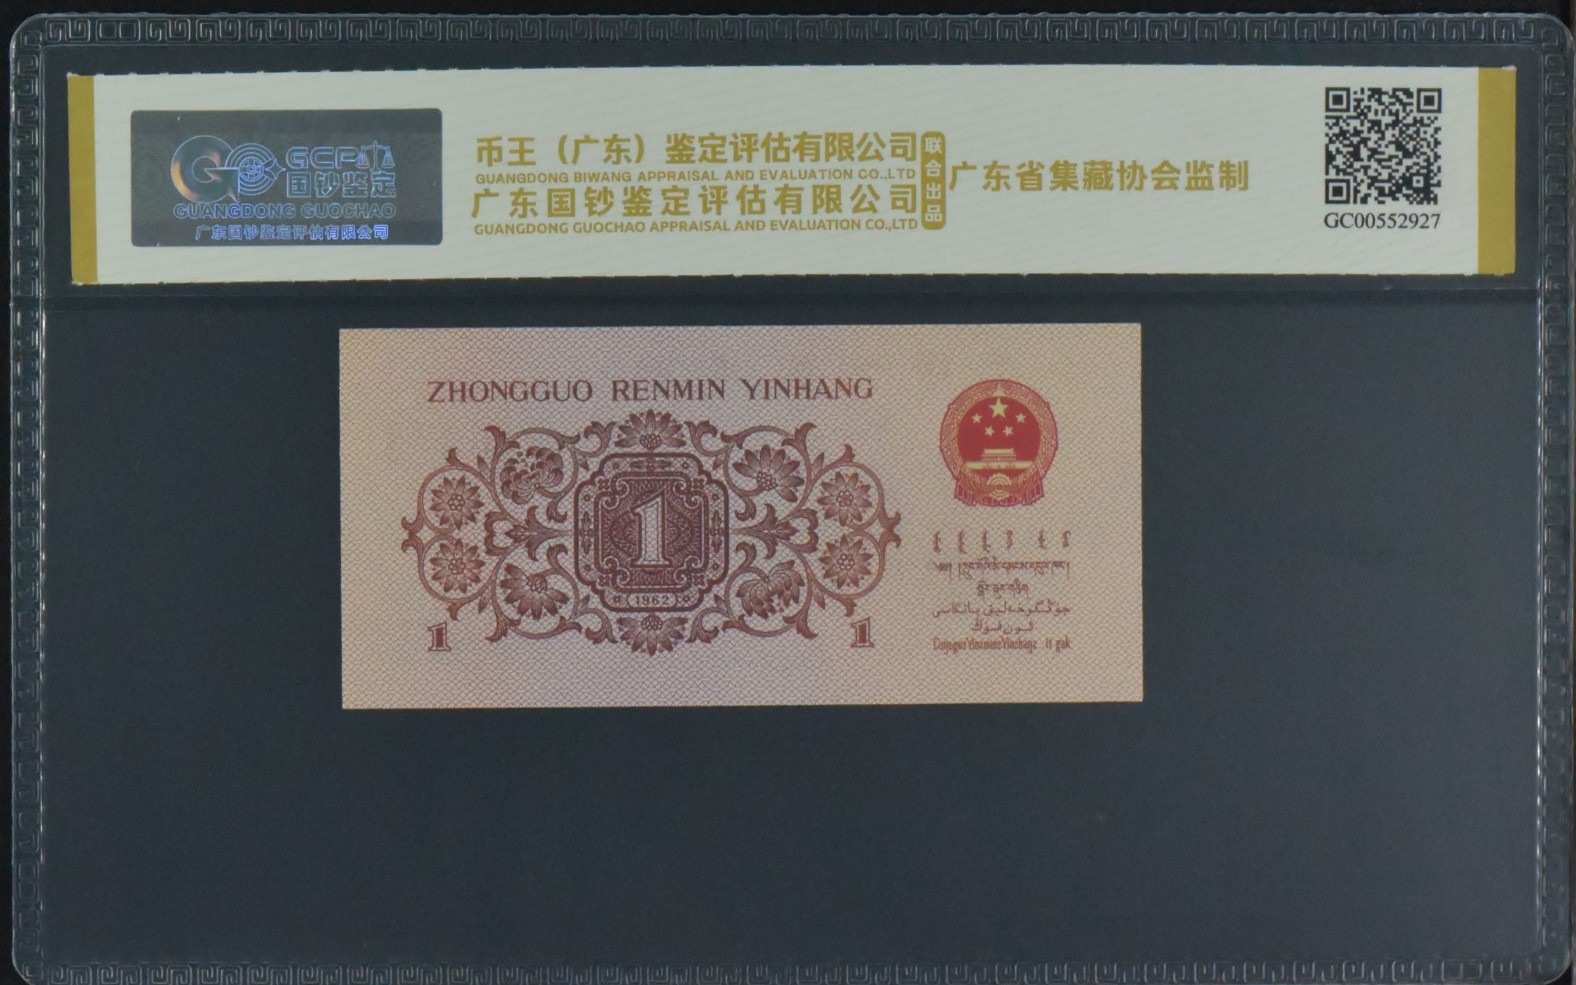 GCP
国钞鉴定
GUANGDONG GUOCHAO
广东国钞鉴定评估有限公司
币王（广东）鉴定评估有限公司
GUANGDONG BIWANG APPRAISAL AND EVALUATION CO.,LTD
广东国钞鉴定评估有限公司
GUANGDONG GUOCHAO APPRAISAL AND EVALUATION CO.,LTD
联合出品
广东省集藏协会监制
GC00552927
ZHONGGUO RENMIN YINHANG
1
(1962)
1
1